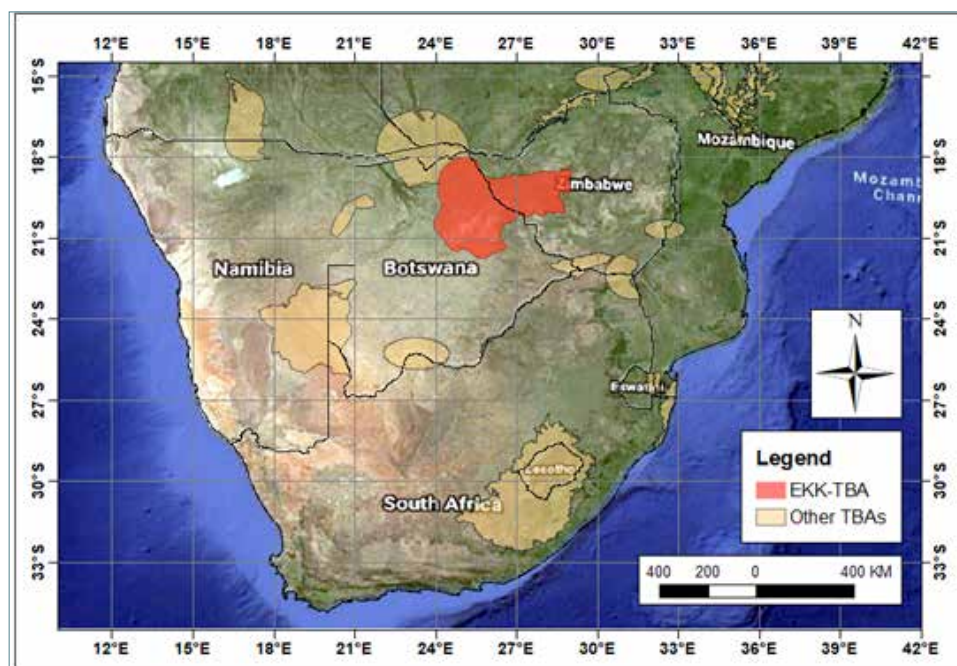 12°E 15°E 18°E 21°E 24°E 27°E 30°E 33°E 36°E 39°E 42°E
15°S 15°S
Mozambique
18°S 18°S
Zimbabwe
Mozamb
Chann
21°S 21°S
Namibia Botswana
24°S 24°S
N
Eswatini
27°S 27°S
Legend
Lesotho
EKK-TBA
30°S 30°S
South Africa
Other TBAs
33°S 33°S
400 200 0 400 KM
12°E 15°E 18°E 21°E 24°E 27°E 30°E 33°E 36°E 39°E 42°E